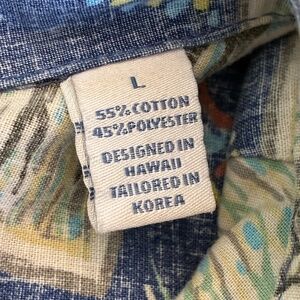 L
55% COTTON
45% POLYESTER
DESIGNED IN
HAWAII
TAILORED IN
KOREA